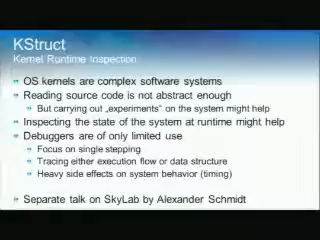 KStruct
Kernel Runtime Inspection
OS kernels are complex software systems
Reading source code is not abstract enough
But carrying out „experiments“ on the system might help
Inspecting the state of the system at runtime might help
Debuggers are of only limited use
Focus on single stepping
Tracing either execution flow or data structure
Heavy side effects on system behavior (timing)
Separate talk on SkyLab by Alexander Schmidt